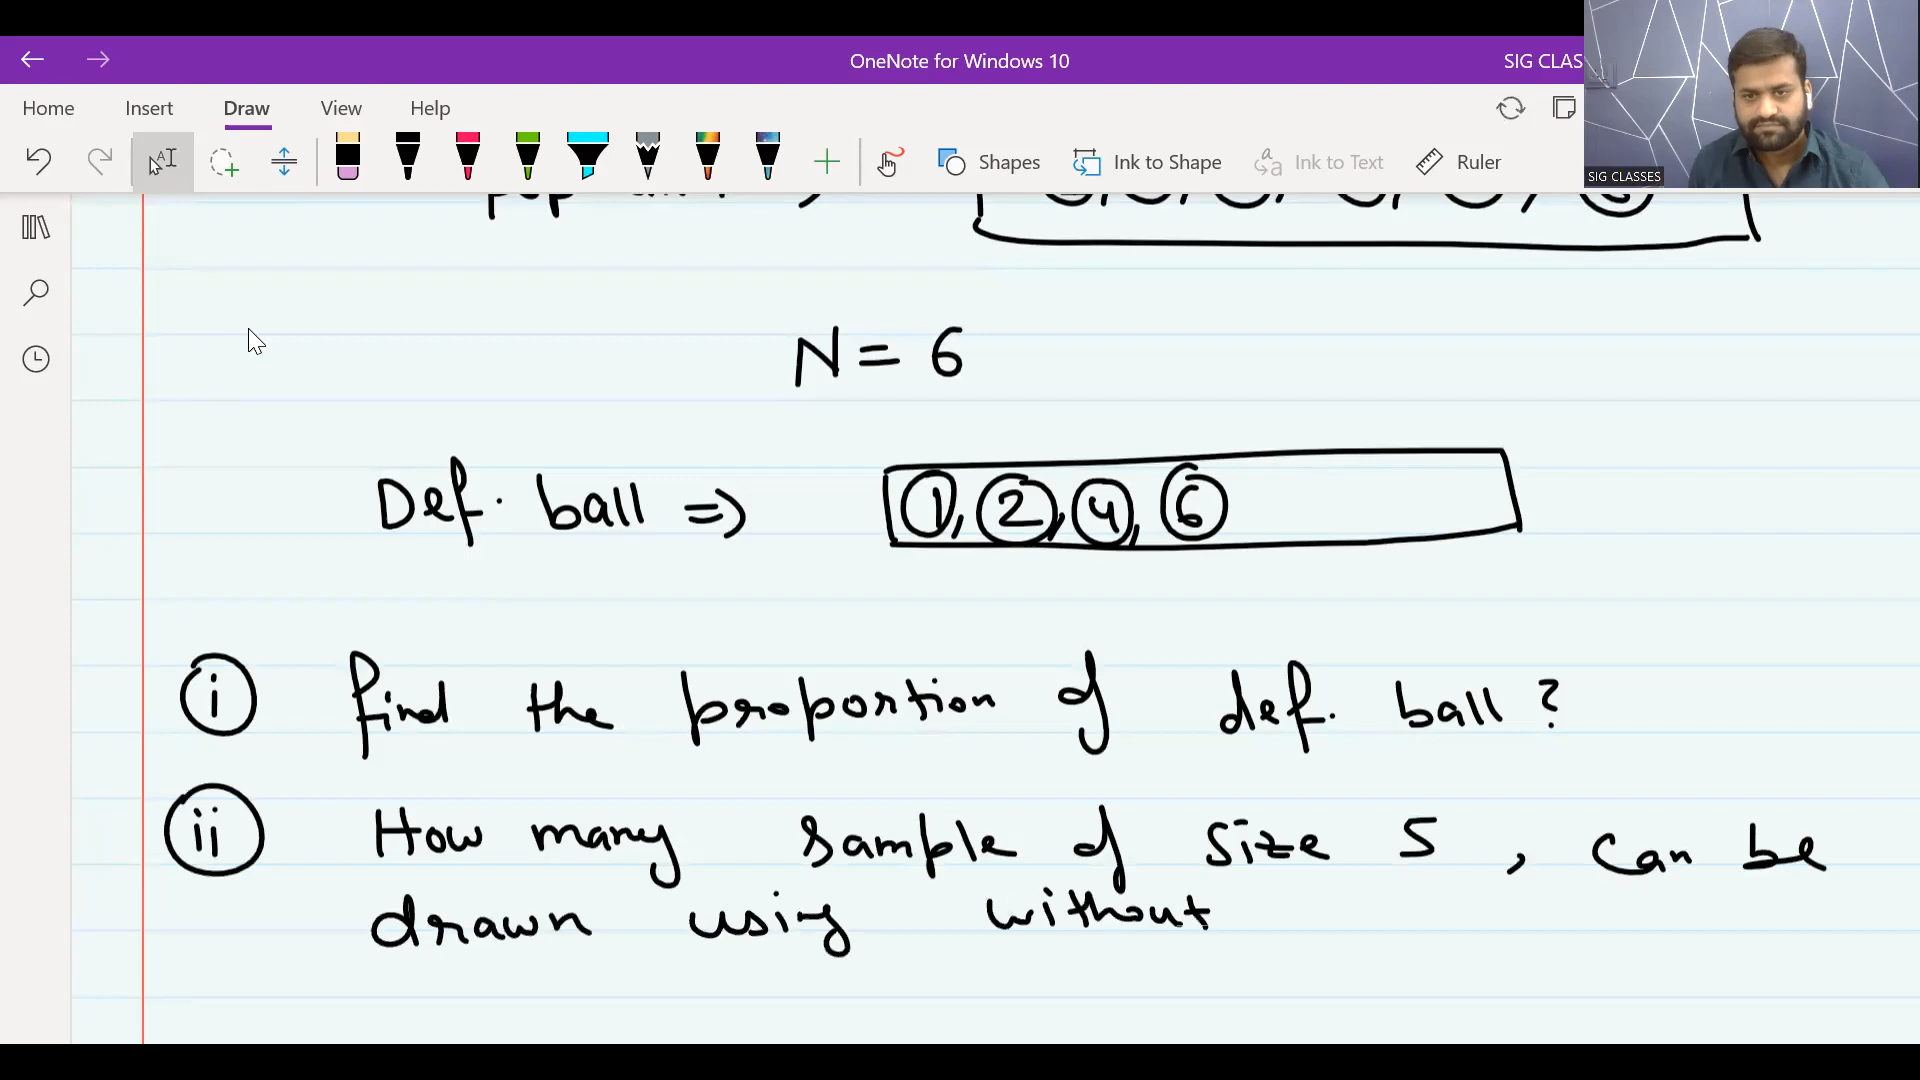 OneNote for Windows 10
SIG CLAS
Home Insert Draw View Help
Shapes Ink to Shape Ink to Text Ruler
SIG CLASSES
N = 6
Def. ball => ①, ②, ④, ⑥
i find the proportion of def. ball ?
ii How many sample of size 5 , can be
drawn using without